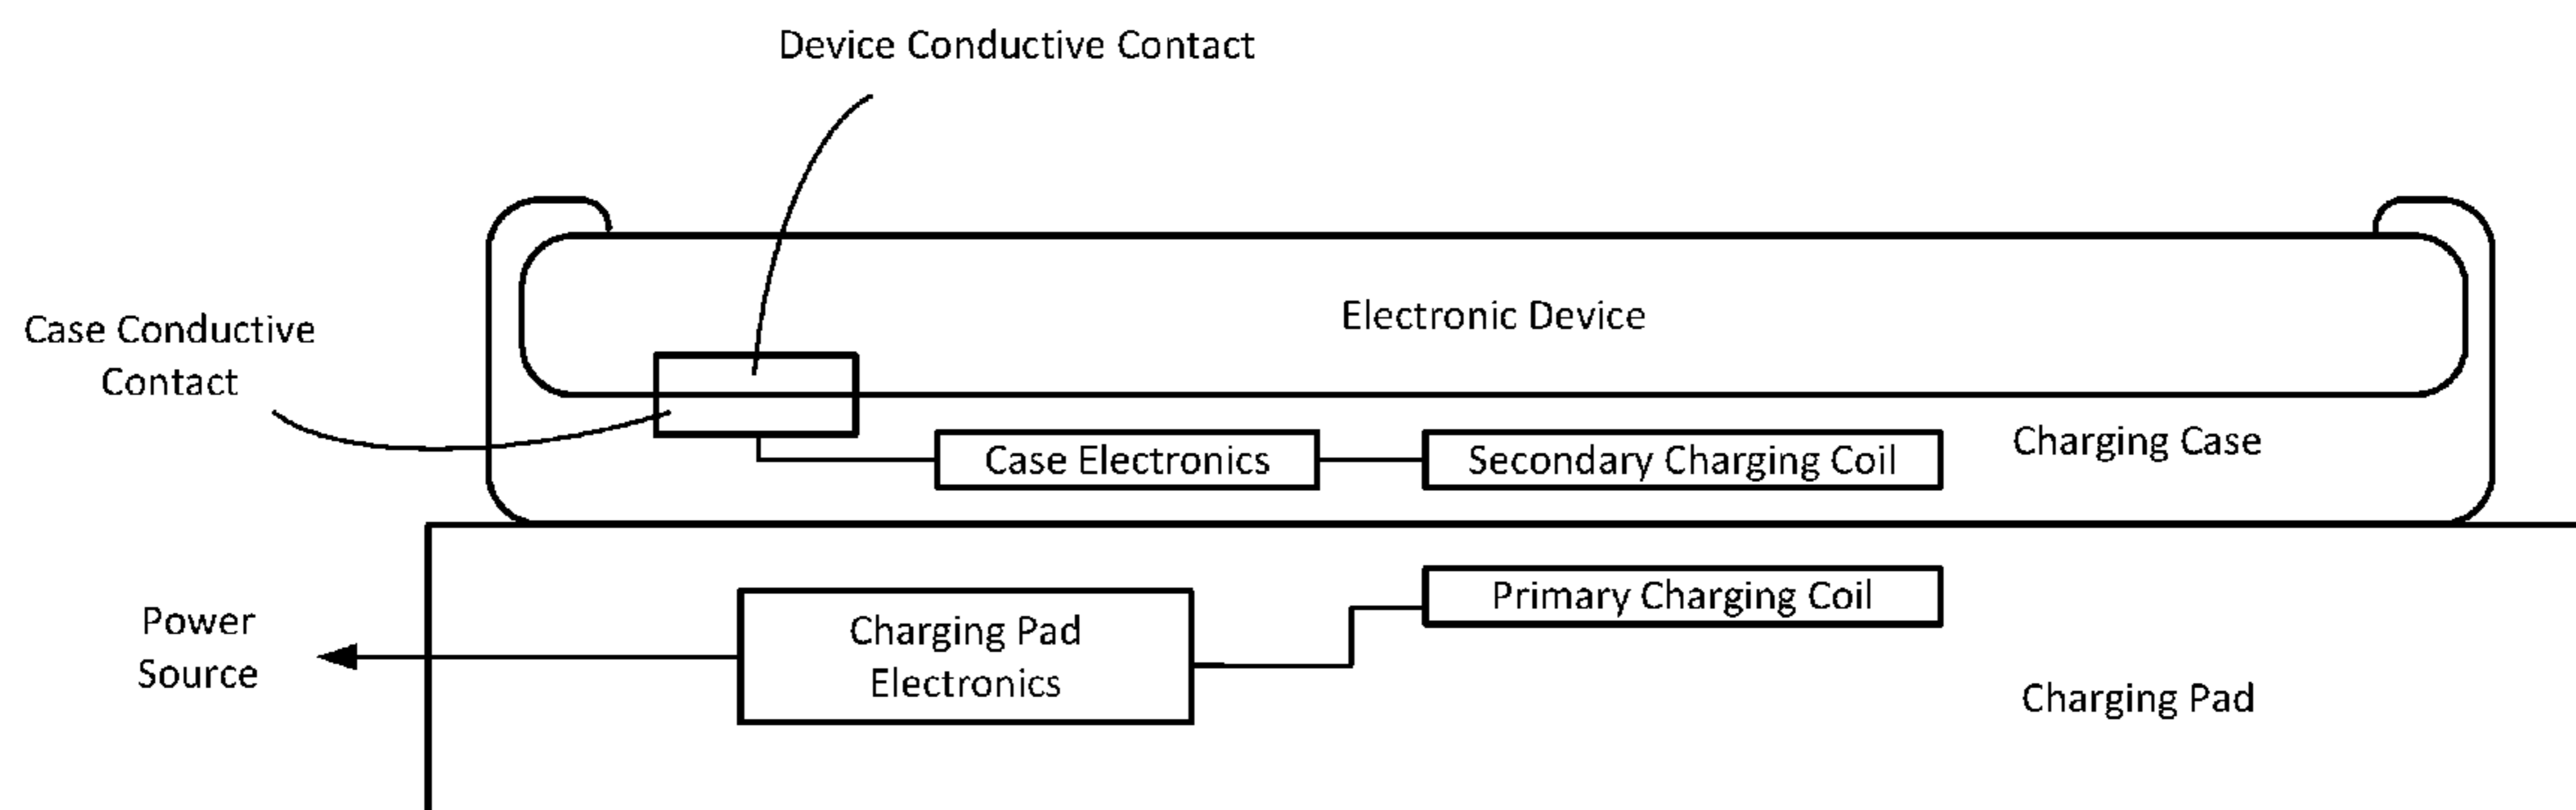 Device Conductive Contact
Case Conductive
Contact
Electronic Device
Charging Case
Case Electronics
Secondary Charging Coil
Primary Charging Coil
Power
Source
Charging Pad
Electronics
Charging Pad